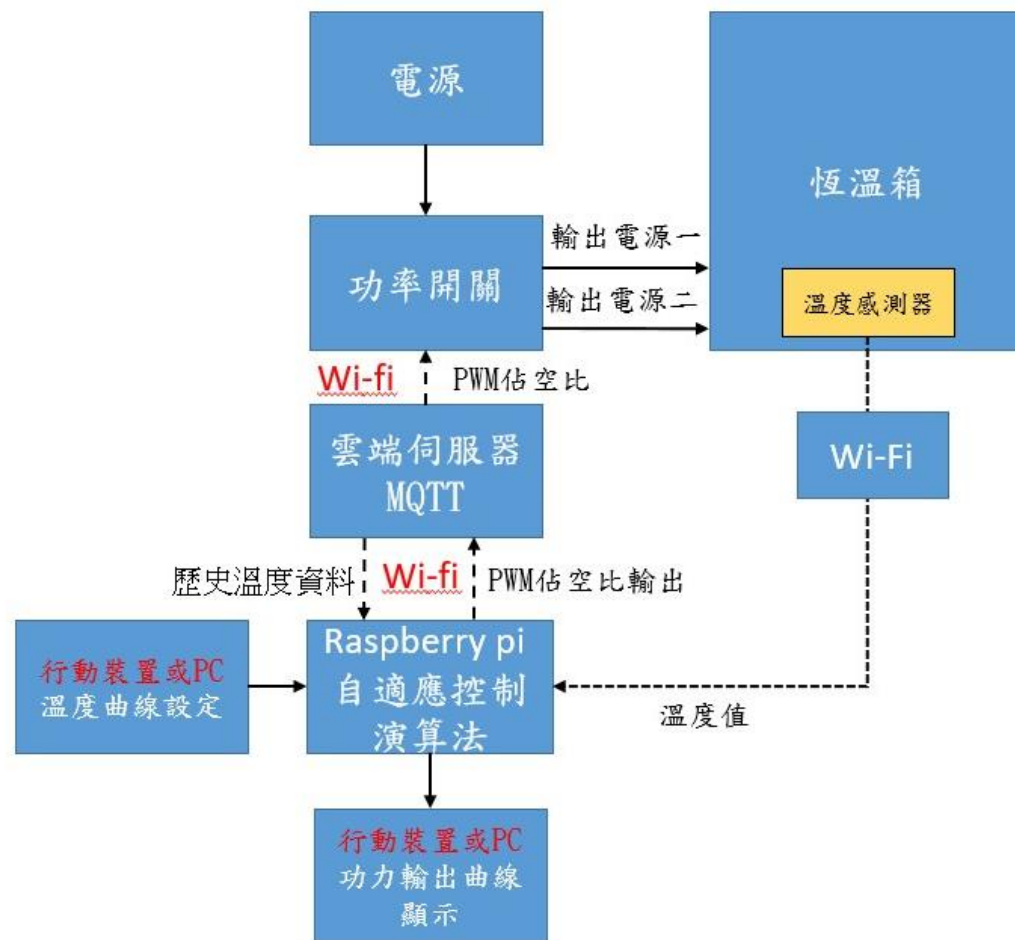 電源
恆溫箱
功率開關
輸出電源一
輸出電源二
溫度感測器
Wi-fi
PWM佔空比
Wi-Fi
雲端伺服器
MQTT
歷史溫度資料
Wi-fi
PWM佔空比輸出
行動裝置或PC
溫度曲線設定
Raspberry pi
自適應控制
演算法
溫度值
行動裝置或PC
功力輸出曲線
顯示